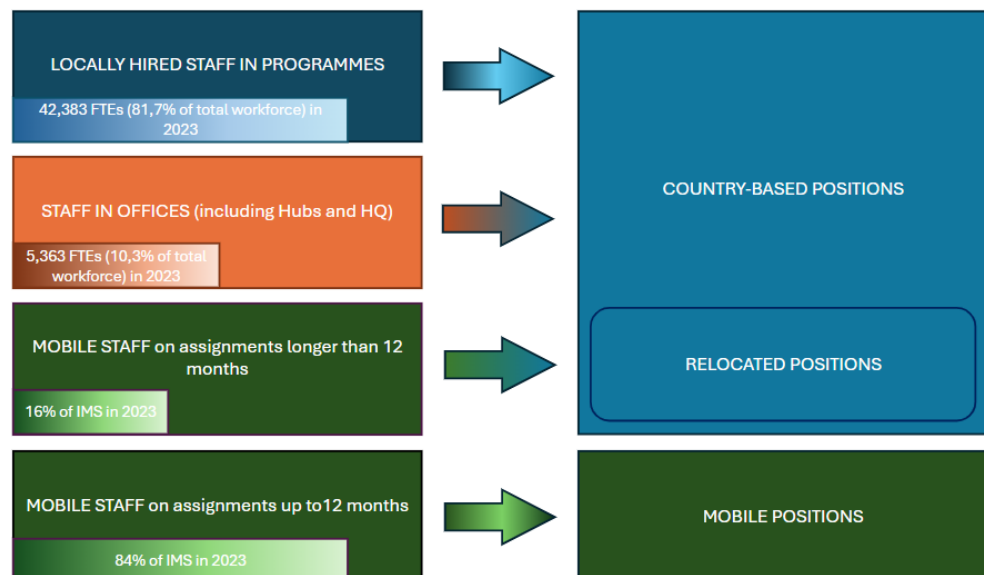 LOCALLY HIRED STAFF IN PROGRAMMES
42,383 FTEs (81,7% of total workforce) in
2023
STAFF IN OFFICES (including Hubs and HQ)
5,363 FTEs (10,3% of total
workforce) in 2023
MOBILE STAFF on assignments longer than 12
months
16% of IMS in 2023
MOBILE STAFF on assignments up to12 months
84% of IMS in 2023
COUNTRY-BASED POSITIONS
RELOCATED POSITIONS
MOBILE POSITIONS